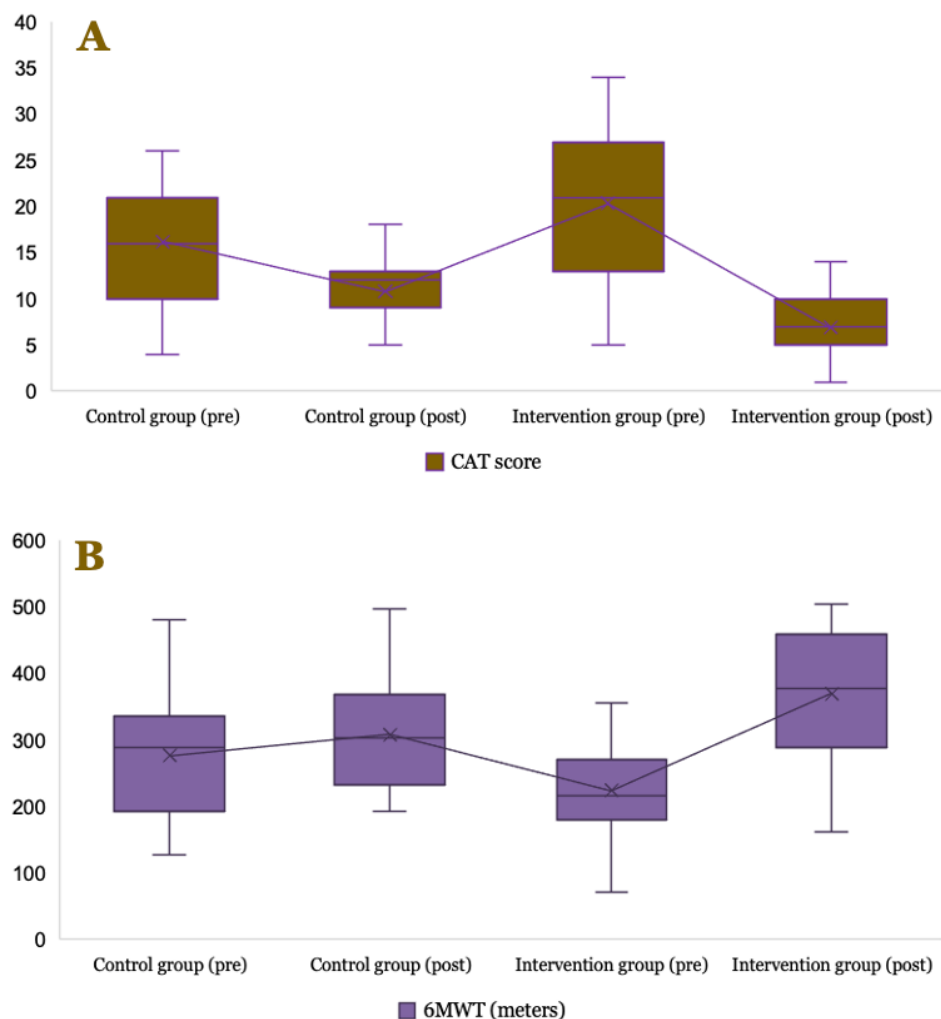 A
40
35
30
25
20
15
10
5
0
Control group (pre) Control group (post) Intervention group (pre) Intervention group (post)
CAT score
B
600
500
400
300
200
100
0
Control group (pre) Control group (post) Intervention group (pre) Intervention group (post)
6MWT (meters)